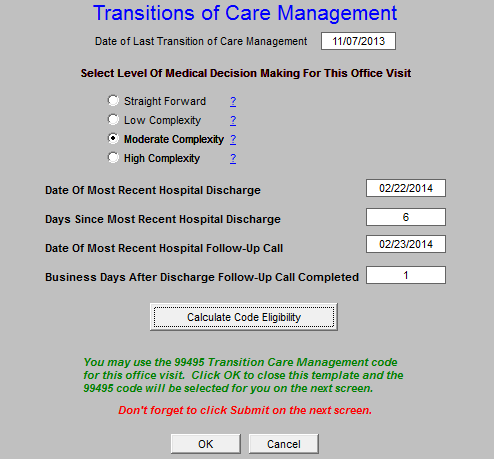 Transitions of Care Management
Date of Last Transition of Care Management 11/07/2013
Select Level Of Medical Decision Making For This Office Visit
Straight Forward ?
Low Complexity ?
Moderate Complexity ?
High Complexity ?
Date Of Most Recent Hospital Discharge 02/22/2014
Days Since Most Recent Hospital Discharge 6
Date Of Most Recent Hospital Follow-Up Call 02/23/2014
Business Days After Discharge Follow-Up Call Completed 1
Calculate Code Eligibility
You may use the 99495 Transition Care Management code
for this office visit. Click OK to close this template and the
99495 code will be selected for you on the next screen.
Don't forget to click Submit on the next screen.
OK Cancel